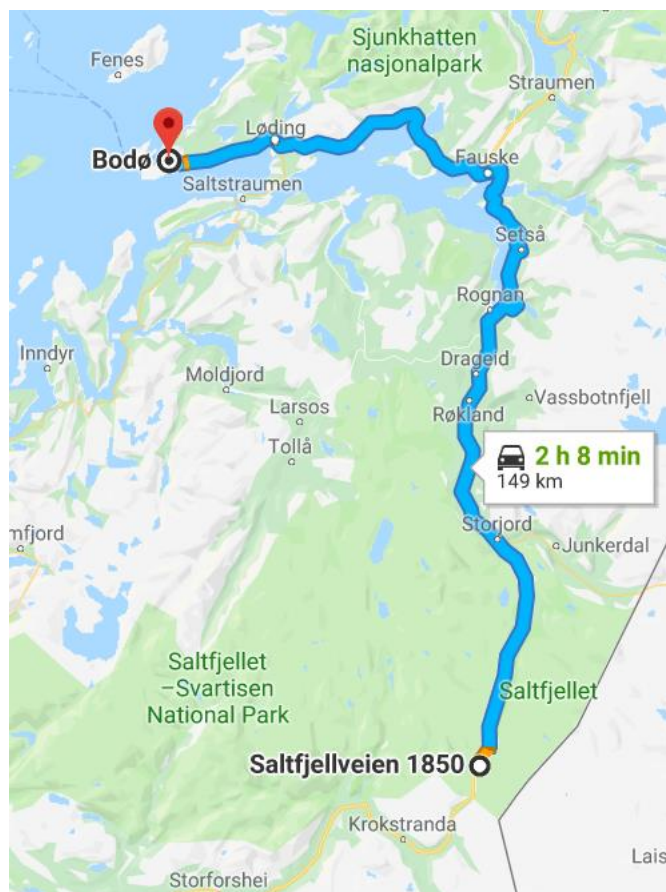 Sjunkhatten
nasjonalpark
Fenes
Straumen
Løding
Bodø
Fauske
Saltstraumen
Setså
Rognan
Inndyr
Drageid
Moldjord
Vassbotnfjell
Larsos
Røkland
Tollå
2 h 8 min
149 km
mfjord
Storjord
Junkerdal
Saltfjellet
–Svartisen
National Park
Saltfjellet
Saltfjellveien 1850
Krokstranda
Lais
Storforshei